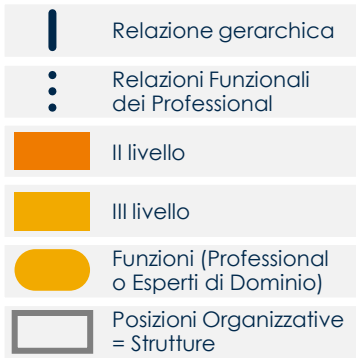 Relazione gerarchica
Relazioni Funzionali
dei Professional
II livello
III livello
Funzioni (Professional
o Esperti di Dominio)
Posizioni Organizzative
= Strutture